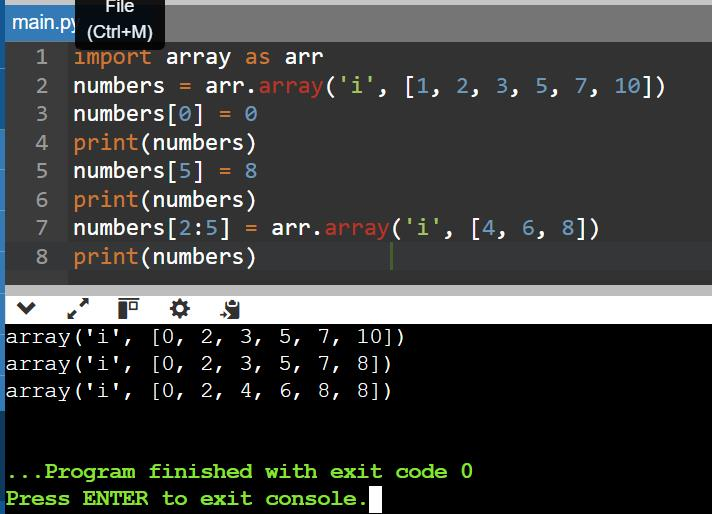 File
main.py
(Ctrl+M)
1 import array as arr
2 numbers = arr.array('i', [1, 2, 3, 5, 7, 10])
3 numbers[0] = 0
4 print(numbers)
5 numbers[5] = 8
6 print(numbers)
7 numbers[2:5] = arr.array('i', [4, 6, 8])
8 print(numbers)
array('i', [0, 2, 3, 5, 7, 10])
array('i', [0, 2, 3, 5, 7, 8])
array('i', [0, 2, 4, 6, 8, 8])
...Program finished with exit code 0
Press ENTER to exit console.